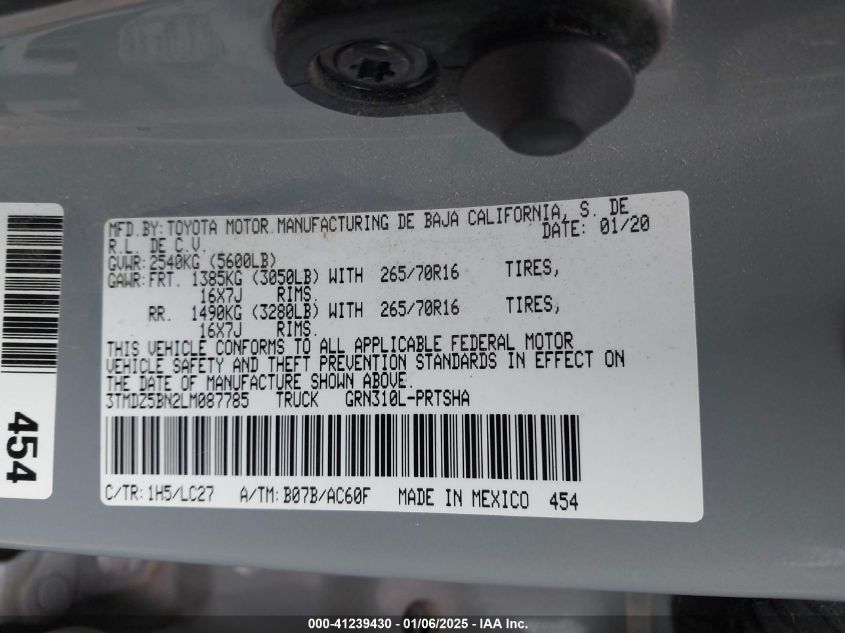 MFD.BY:TOYOTA MOTOR MANUFACTURING DE BAJA CALIFORNIA, S. DE
R.L. DE C.V. DATE: 01/20
GVWR:2540KG (5600LB)
GAWR:FRT. 1385KG (3050LB) WITH 265/70R16 TIRES,
16X7J RIMS.
RR. 1490KG (3280LB) WITH 265/70R16 TIRES,
16X7J RIMS.
THIS VEHICLE CONFORMS TO ALL APPLICABLE FEDERAL MOTOR
VEHICLE SAFETY AND THEFT PREVENTION STANDARDS IN EFFECT ON
THE DATE OF MANUFACTURE SHOWN ABOVE.
3TMDZ5BN2LM087785 TRUCK GRN310L-PRTSHA
C/TR:1H5/LC27 A/TM:B07B/AC60F MADE IN MEXICO 454
454
000-41239430 - 01/06/2025 - IAA Inc.